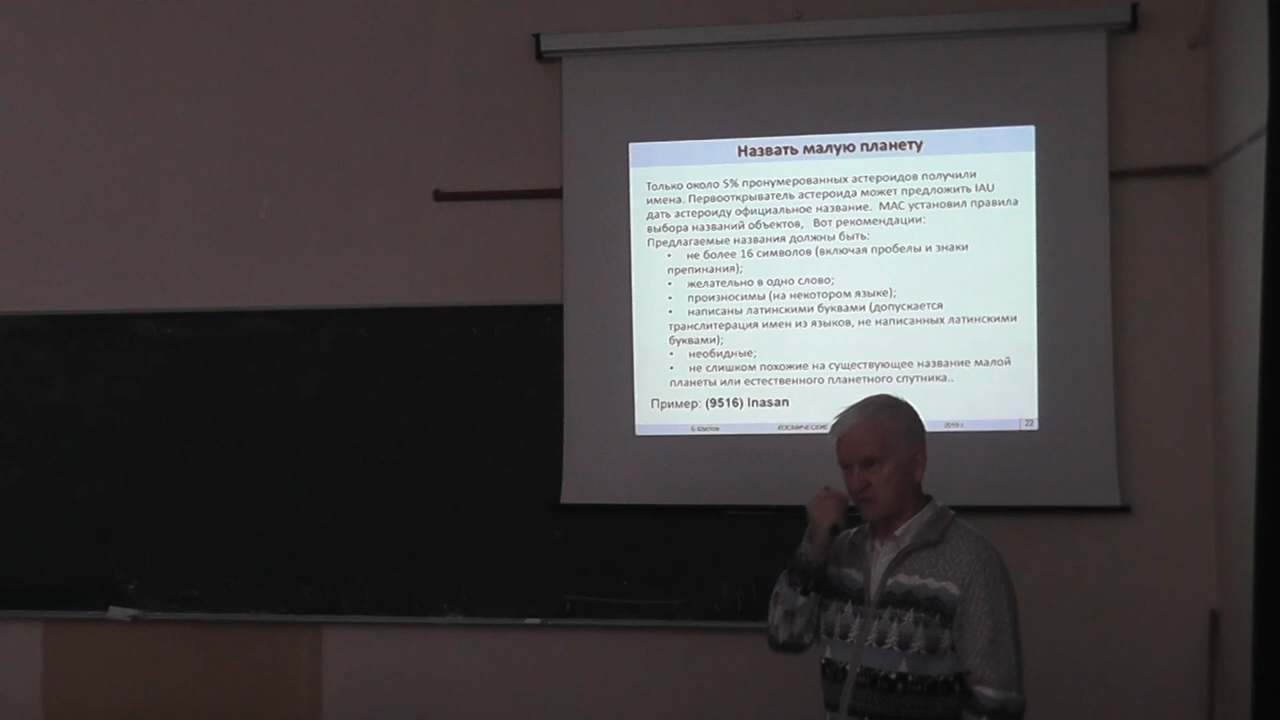 Назвать малую планету
Только около 5% пронумерованных астероидов получили
имена. Первооткрыватель астероида может предложить IAU
дать астероиду официальное название. МАС установил правила
выбора названий объектов, Вот рекомендации:
Предлагаемые названия должны быть:
• не более 16 символов (включая пробелы и знаки
препинания);
• желательно в одно слово;
• произносимы (на некотором языке);
• написаны латинскими буквами (допускается
транслитерация имен из языков, не написанных латинскими
буквами);
• необидные;
• не слишком похожие на существующее название малой
планеты или естественного планетного спутника..
Пример: (9516) Inasan
Б.Шустов КОСМИЧЕСКИЕ 22